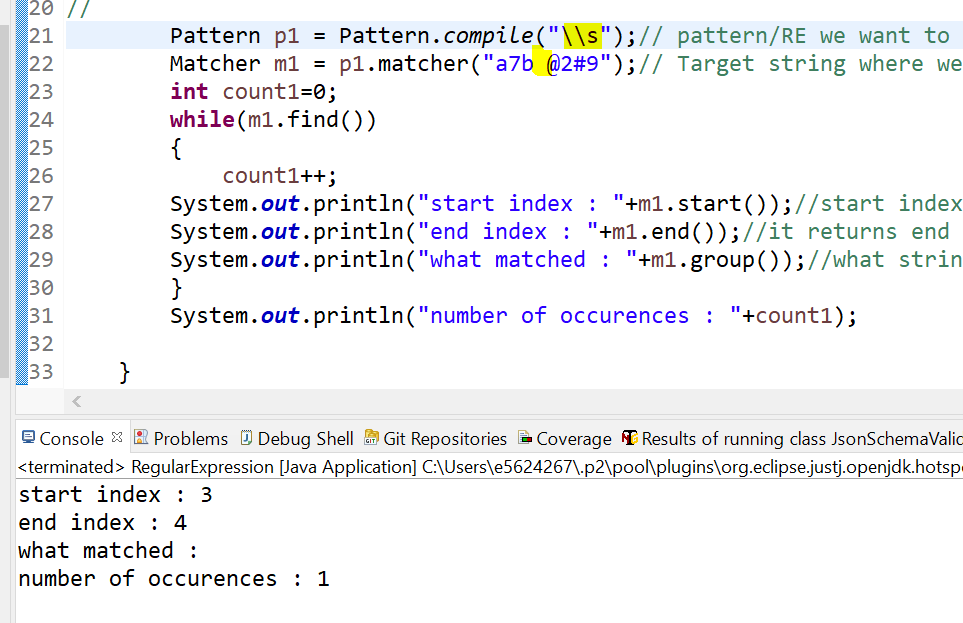 20 //
21 Pattern p1 = Pattern.compile("\\s");// pattern/RE we want to
22 Matcher m1 = p1.matcher("a7b @2#9");// Target string where we
23 int count1=0;
24 while(m1.find())
25 {
26 count1++;
27 System.out.println("start index : "+m1.start());//start index
28 System.out.println("end index : "+m1.end());//it returns end
29 System.out.println("what matched : "+m1.group());//what strin
30 }
31 System.out.println("number of occurences : "+count1);
32
33 }
Console Problems Debug Shell Git Repositories Coverage Results of running class JsonSchemaValid
<terminated> RegularExpression [Java Application] C:\Users\e5624267\.p2\pool\plugins\org.eclipse.justj.openjdk.hotsp
start index : 3
end index : 4
what matched :
number of occurences : 1